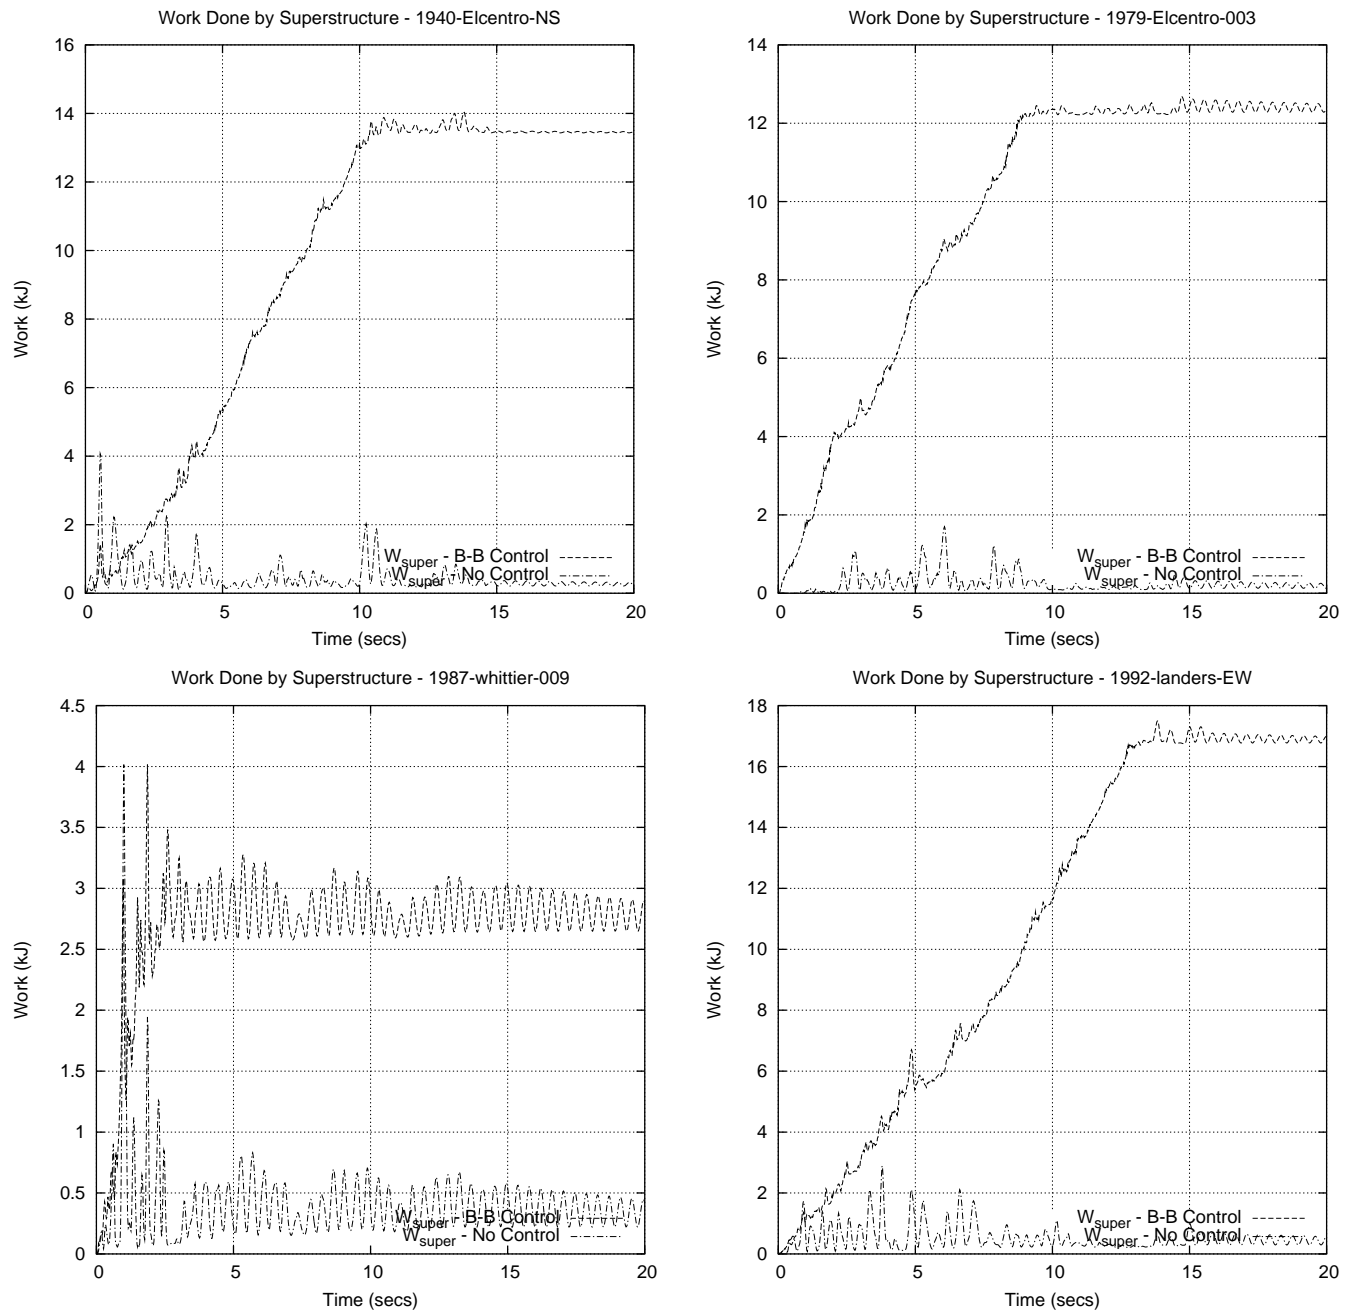 Work Done by Superstructure - 1940-Elcentro-NS
16
14
12
10
8
6
4
2
0
Work (kJ)
W_super - B-B Control
W_super - No Control
0 5 10 15 20
Time (secs)
Work Done by Superstructure - 1979-Elcentro-003
14
12
10
8
6
4
2
0
Work (kJ)
W_super - B-B Control
W_super - No Control
0 5 10 15 20
Time (secs)
Work Done by Superstructure - 1987-whittier-009
4.5
4
3.5
3
2.5
2
1.5
1
0.5
0
Work (kJ)
W_super - B-B Control
W_super - No Control
0 5 10 15 20
Time (secs)
Work Done by Superstructure - 1992-landers-EW
18
16
14
12
10
8
6
4
2
0
Work (kJ)
W_super - B-B Control
W_super - No Control
0 5 10 15 20
Time (secs)